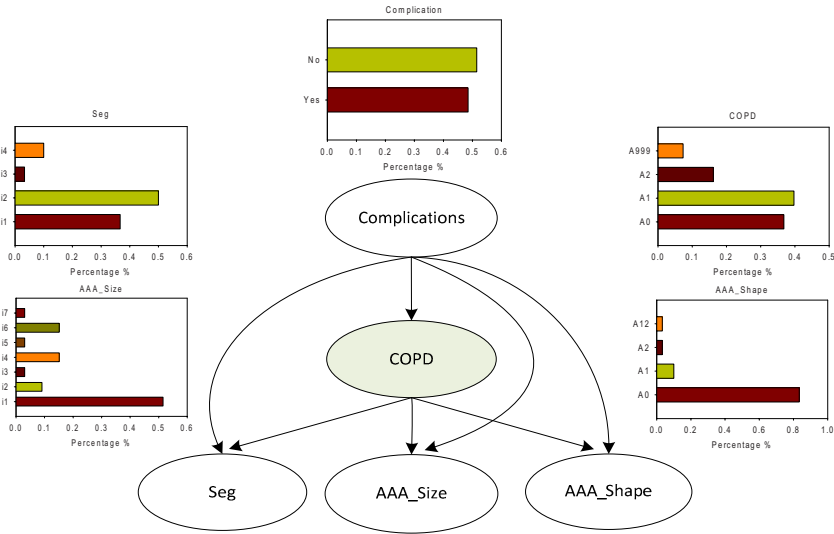 Complication
No
Yes
0.0 0.1 0.2 0.3 0.4 0.5 0.6
Percentage %
Seg
i4
i3
i2
i1
0.0 0.1 0.2 0.3 0.4 0.5 0.6
Percentage %
COPD
A999
A2
A1
A0
0.0 0.1 0.2 0.3 0.4 0.5
Percentage %
AAA_Size
i7
i6
i5
i4
i3
i2
i1
0.0 0.1 0.2 0.3 0.4 0.5 0.6
Percentage %
AAA_Shape
A12
A2
A1
A0
0.0 0.2 0.4 0.6 0.8 1.0
Percentage %
Complications
COPD
Seg
AAA_Size
AAA_Shape